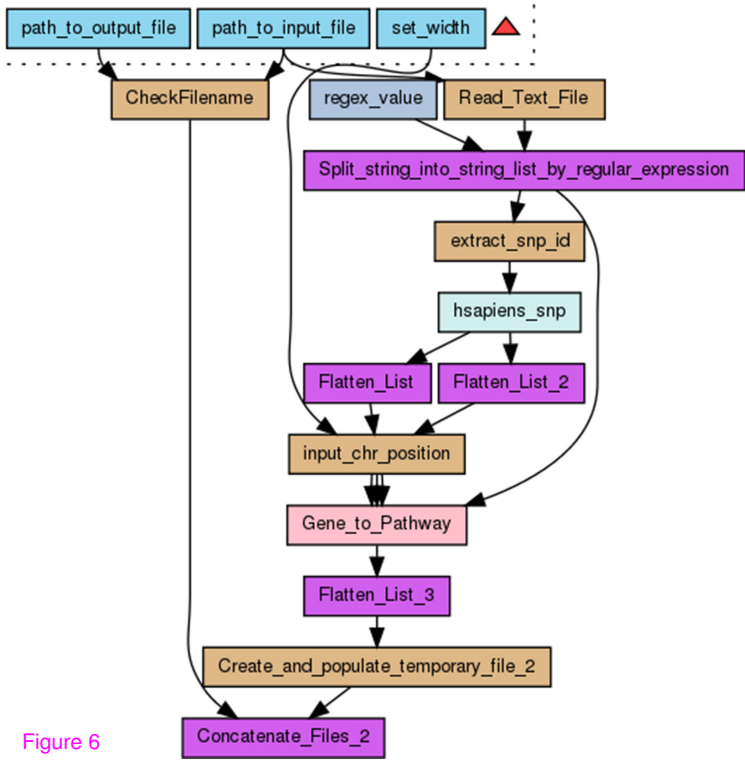 path_to_output_file path_to_input_file set_width
CheckFilename regex_value Read_Text_File
Split_string_into_string_list_by_regular_expression
extract_snp_id
hsapiens_snp
Flatten_List Flatten_List_2
input_chr_position
Gene_to_Pathway
Flatten_List_3
Create_and_populate_temporary_file_2
Concatenate_Files_2
Figure 6